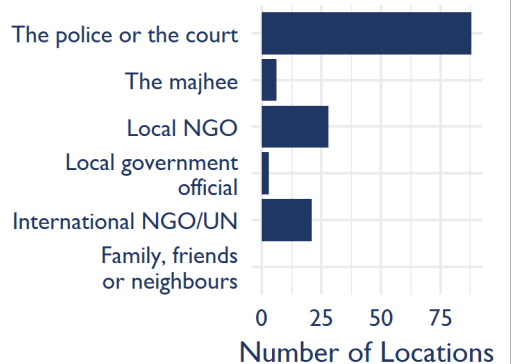 The police or the court
The majhee
Local NGO
Local government
official
International NGO/UN
Family, friends
or neighbours
0 25 50 75
Number of Locations